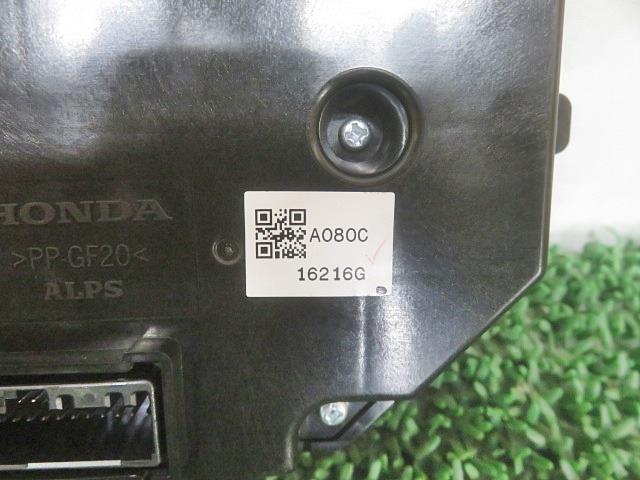 HONDA
>PP-GF20<
ALPS
A080C
16216G